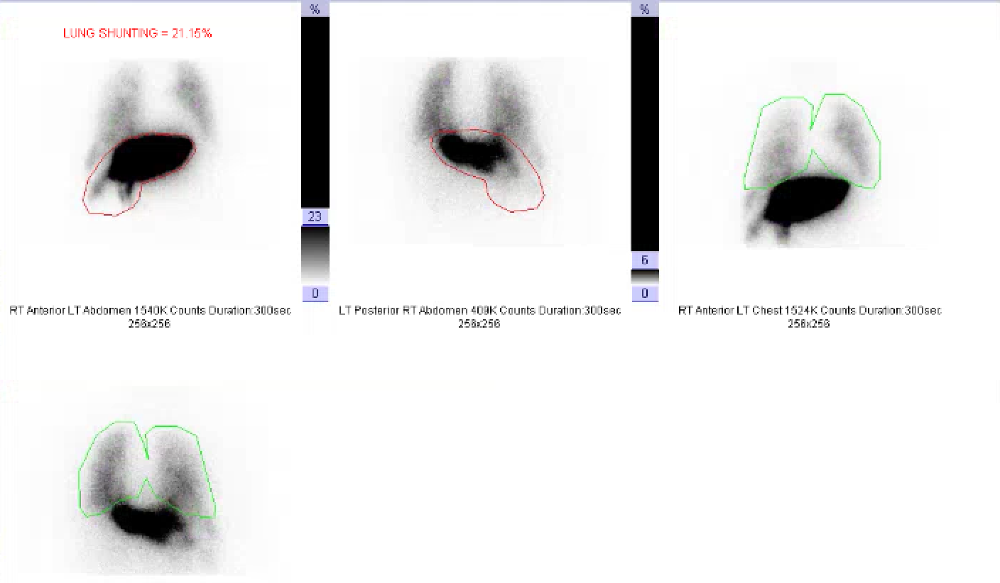 %
%
LUNG SHUNTING = 21.15%
23
6
0
0
RT Anterior LT Abdomen 1540K Counts Duration:300sec
256x256
LT Posterior RT Abdomen 409K Counts Duration:300sec
256x256
RT Anterior LT Chest 1524K Counts Duration:300sec
256x256